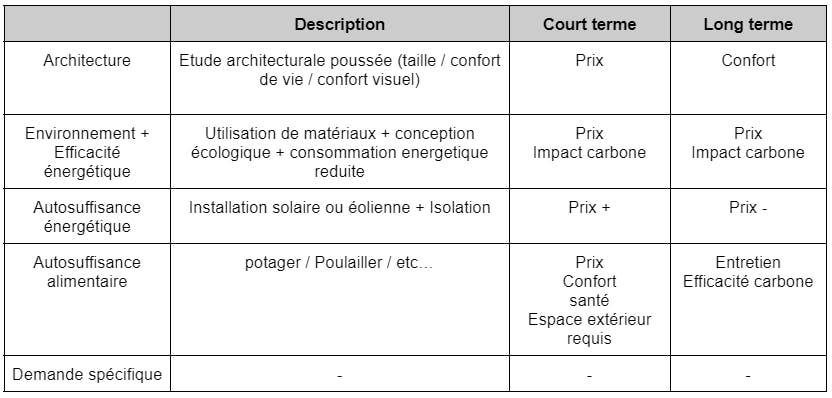 Description Court terme Long terme
Architecture Etude architecturale poussée (taille / confort Prix Confort
de vie / confort visuel)
Environnement + Utilisation de matériaux + conception Prix Prix
Efficacité écologique + consommation energetique Impact carbone Impact carbone
énergétique reduite
Autosuffisance Installation solaire ou éolienne + Isolation Prix + Prix -
énergétique
Autosuffisance potager / Poulailler / etc… Prix Entretien
alimentaire Confort Efficacité carbone
santé
Espace extérieur
requis
Demande spécifique - - -